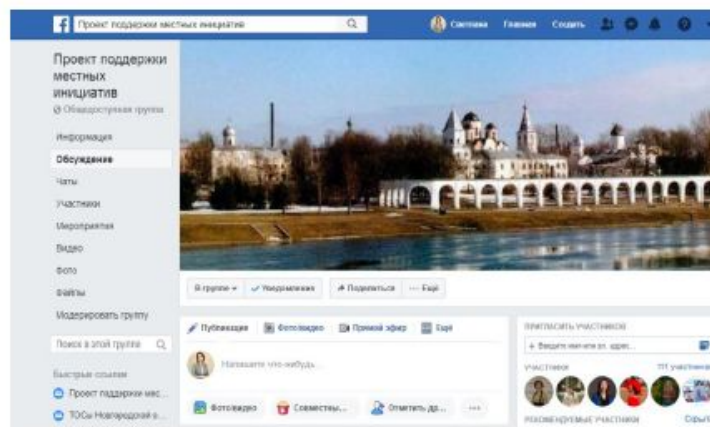 Проект поддержки местных инициатив
Светлана Главная Создать
Проект поддержки
местных
инициатив
Общедоступная группа
Информация
Обсуждение
Чаты
Участники
Мероприятия
Видео
Фото
Файлы
Модерировать группу
Поиск в этой группе
Быстрые ссылки
Проект поддержки мес...
ТОСы Новгородской о...
В группе
Уведомления
Поделиться
... Ещё
Публикация
Фото/видео
Прямой эфир
Ещё
Напишите что-нибудь...
Фото/видео
Совместны...
Отметить др...
ПРИГЛАСИТЬ УЧАСТНИКОВ
+ Введите имя или эл. адрес...
УЧАСТНИКИ
111 участников
РЕКОМЕНДУЕМЫЕ УЧАСТНИКИ